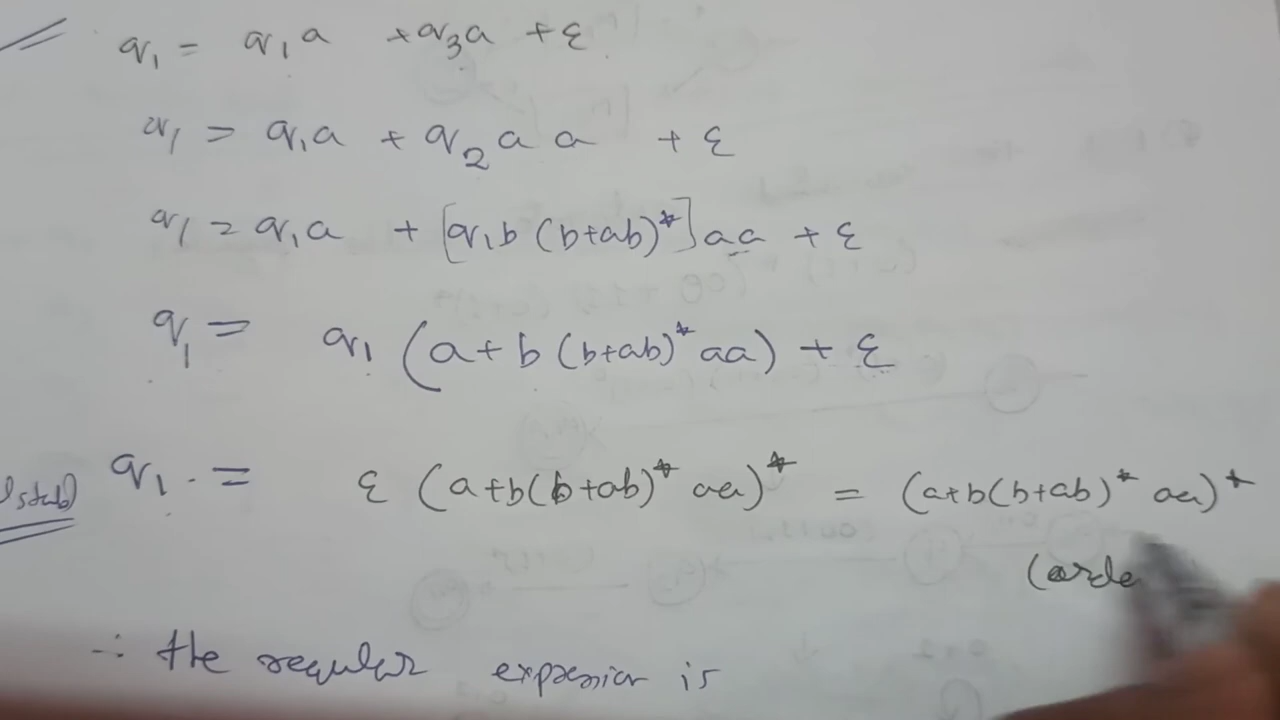 q₁ = q₁a + q₃a + ε
q₁ = q₁a + q₂aa + ε
q₁ = q₁a + [q₁b(b+ab)*]aa + ε
q₁ = q₁(a+b(b+ab)*aa) + ε
q₁ = ε(a+b(b+ab)*aa)* = (a+b(b+ab)*aa)*
(arde
∴ the regular expression is